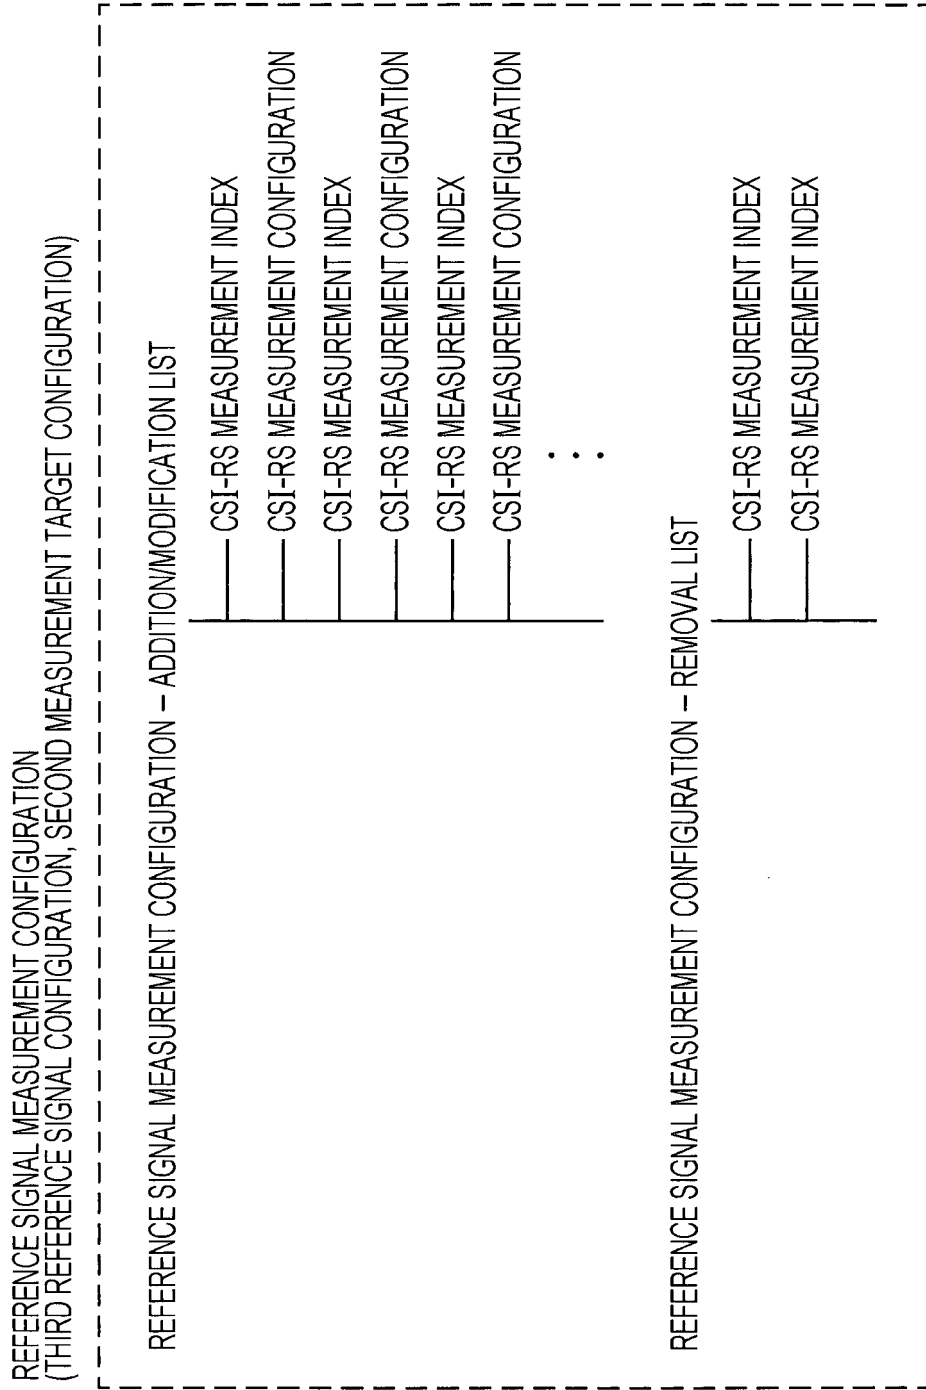 REFERENCE SIGNAL MEASUREMENT CONFIGURATION
(THIRD REFERENCE SIGNAL CONFIGURATION, SECOND MEASUREMENT TARGET CONFIGURATION)
REFERENCE SIGNAL MEASUREMENT CONFIGURATION – ADDITION/MODIFICATION LIST
CSI-RS MEASUREMENT INDEX
CSI-RS MEASUREMENT CONFIGURATION
CSI-RS MEASUREMENT INDEX
CSI-RS MEASUREMENT CONFIGURATION
CSI-RS MEASUREMENT INDEX
CSI-RS MEASUREMENT CONFIGURATION
. . .
REFERENCE SIGNAL MEASUREMENT CONFIGURATION – REMOVAL LIST
CSI-RS MEASUREMENT INDEX
CSI-RS MEASUREMENT INDEX